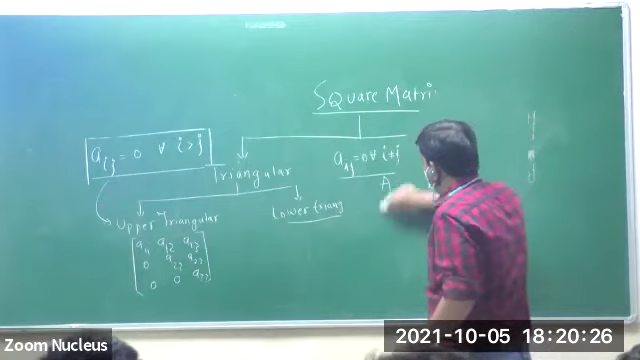 Square Matri
a_ij = 0 ∀ i > j
Triangular
a_ij = 0 ∀ i ≠ j
A
Upper Triangular
Lower triang
a_11 a_12 a_13
0 a_22 a_23
0 0 a_33
Zoom Nucleus
2021-10-05 18:20:26